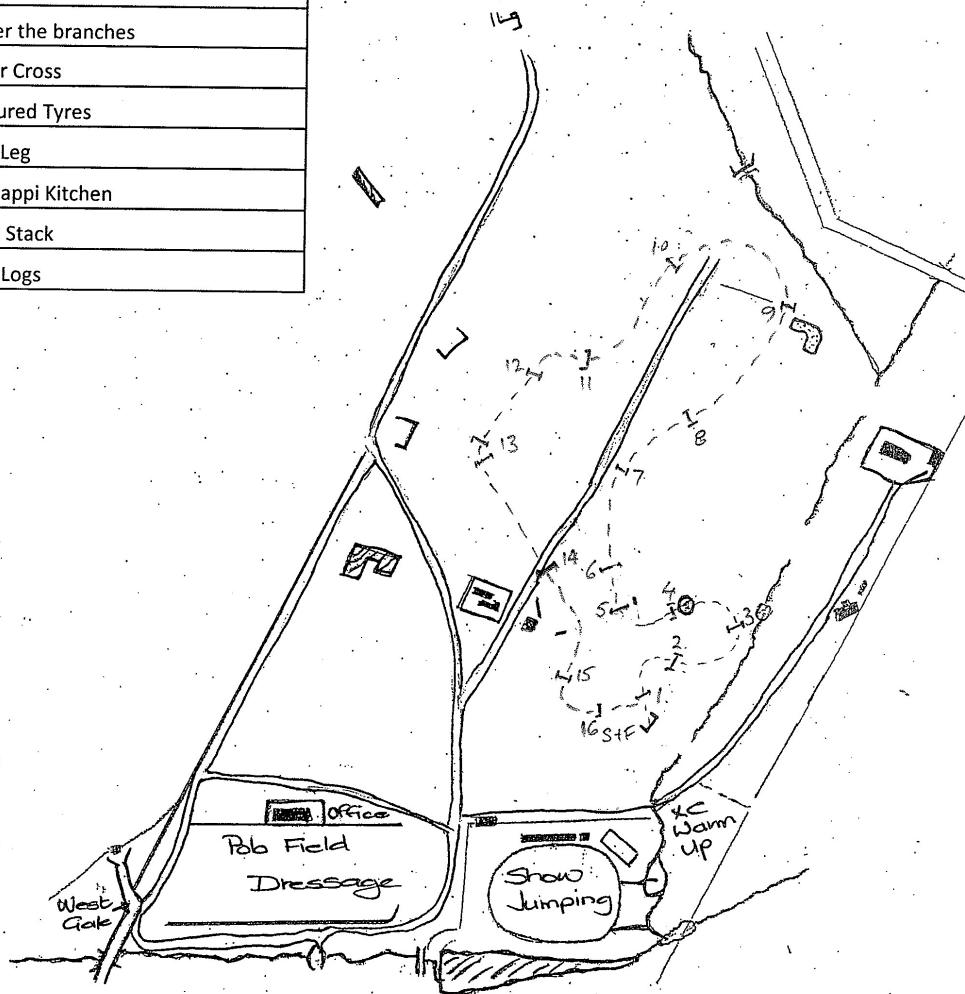 er the branches
r Cross
ured Tyres
Leg
appi Kitchen
Stack
Logs
10
9
12
11
8
13
7
14
6
5
4
3
2
15
1
16
S+F
Office
Polo Field
Dressage
West
Gate
Show
Jumping
XC
Warm
Up